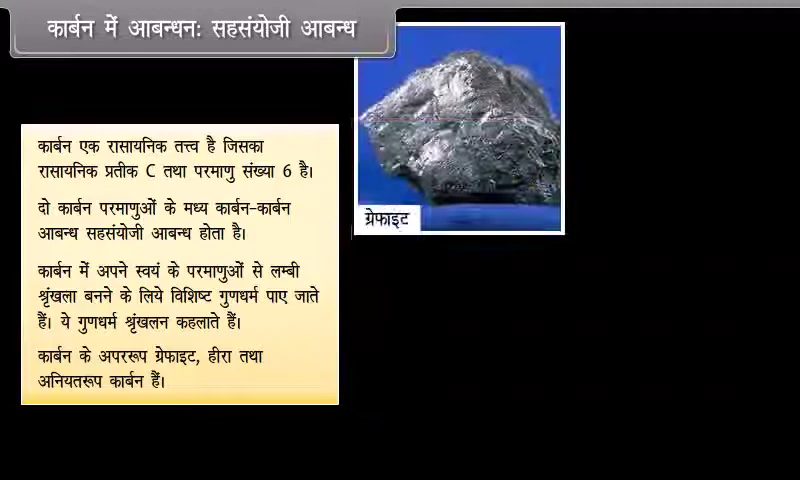 कार्बन में आबन्धन: सहसंयोजी आबन्ध
कार्बन एक रासायनिक तत्त्व है जिसका
रासायनिक प्रतीक C तथा परमाणु संख्या 6 है।
दो कार्बन परमाणुओं के मध्य कार्बन-कार्बन
आबन्ध सहसंयोजी आबन्ध होता है।
कार्बन में अपने स्वयं के परमाणुओं से लम्बी
श्रृंखला बनने के लिये विशिष्ट गुणधर्म पाए जाते
हैं। ये गुणधर्म श्रृंखलन कहलाते हैं।
कार्बन के अपररूप ग्रेफाइट, हीरा तथा
अनियतरूप कार्बन हैं।
ग्रेफाइट